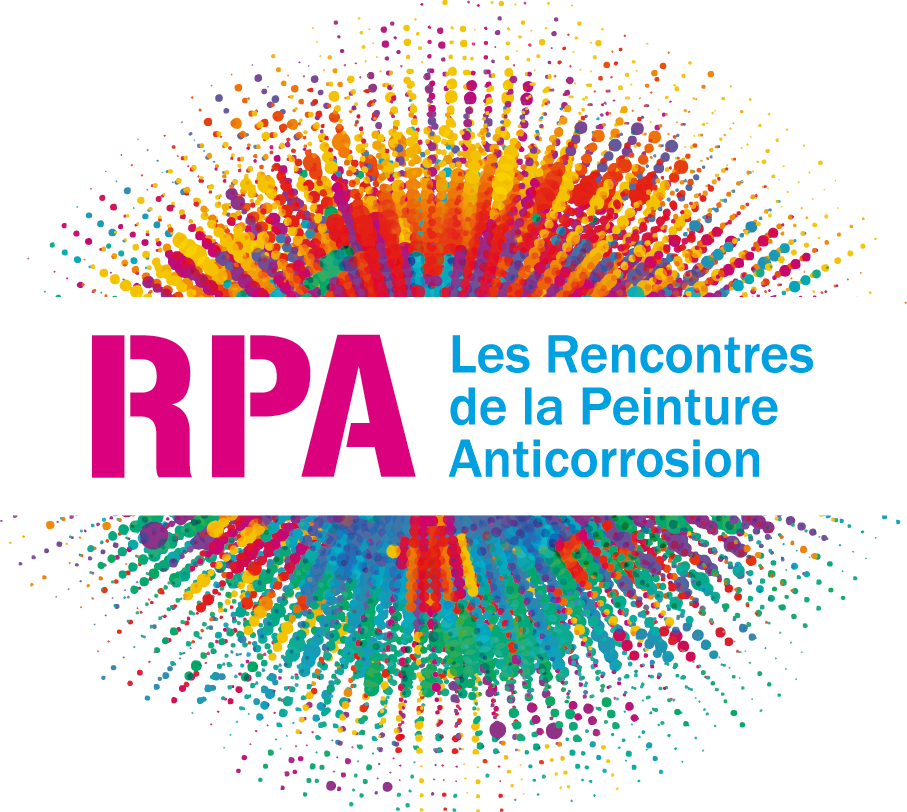 RPA
Les Rencontres
de la Peinture
Anticorrosion